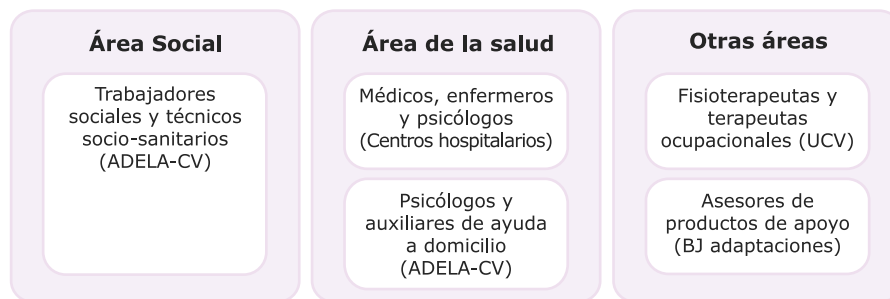 Área Social
Trabajadores
sociales y técnicos
socio-sanitarios
(ADELA-CV)
Área de la salud
Médicos, enfermeros
y psicólogos
(Centros hospitalarios)
Psicólogos y
auxiliares de ayuda
a domicilio
(ADELA-CV)
Otras áreas
Fisioterapeutas y
terapeutas
ocupacionales (UCV)
Asesores de
productos de apoyo
(BJ adaptaciones)